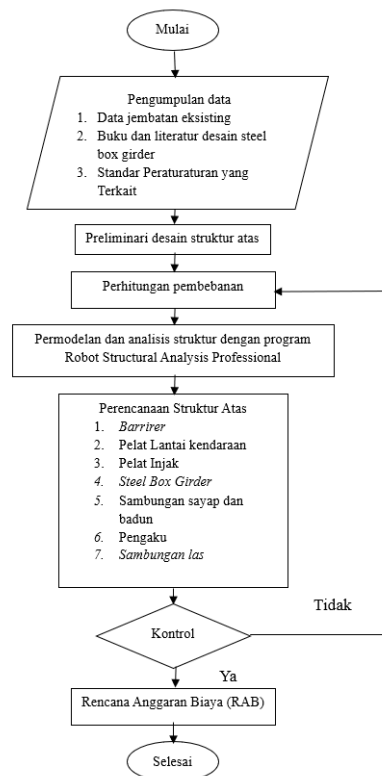 Mulai
Pengumpulan data
1. Data jembatan eksisting
2. Buku dan literatur desain steel
box girder
3. Standar Peraturaturan yang
Terkait
Preliminari desain struktur atas
Perhitungan pembebanan
Permodelan dan analisis struktur dengan program
Robot Structural Analysis Professional
Perencanaan Struktur Atas
1. Barrirer
2. Pelat Lantai kendaraan
3. Pelat Injak
4. Steel Box Girder
5. Sambungan sayap dan
badun
6. Pengaku
7. Sambungan las
Tidak
Kontrol
Ya
Rencana Anggaran Biaya (RAB)
Selesai